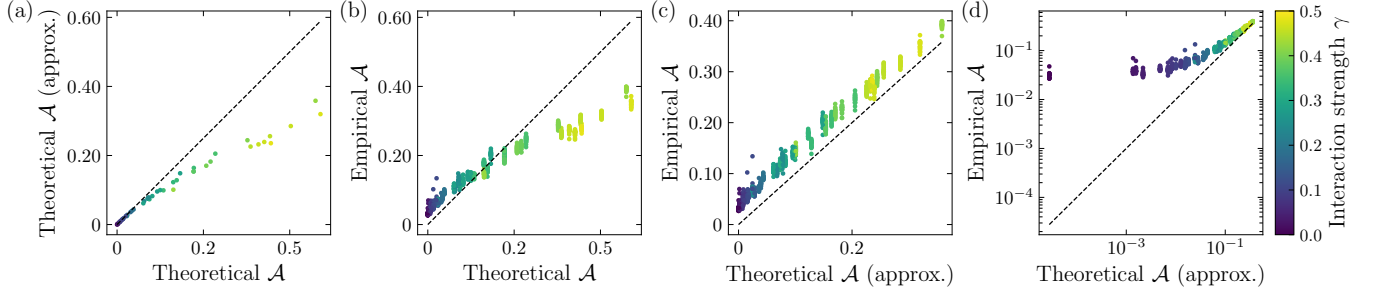 (a)
0.60
0.40
0.20
0
0
0.2
0.5
Theoretical 𝒜 (approx.)
Theoretical 𝒜
(b)
0.60
0.40
0.20
0
0
0.2
0.5
Empirical 𝒜
Theoretical 𝒜
(c)
0.40
0.30
0.20
0.10
0
0
0.2
Empirical 𝒜
Theoretical 𝒜 (approx.)
(d)
10⁻¹
10⁻²
10⁻³
10⁻⁴
10⁻³
10⁻¹
Empirical 𝒜
Theoretical 𝒜 (approx.)
0.5
0.4
0.3
0.2
0.1
0.0
Interaction strength γ